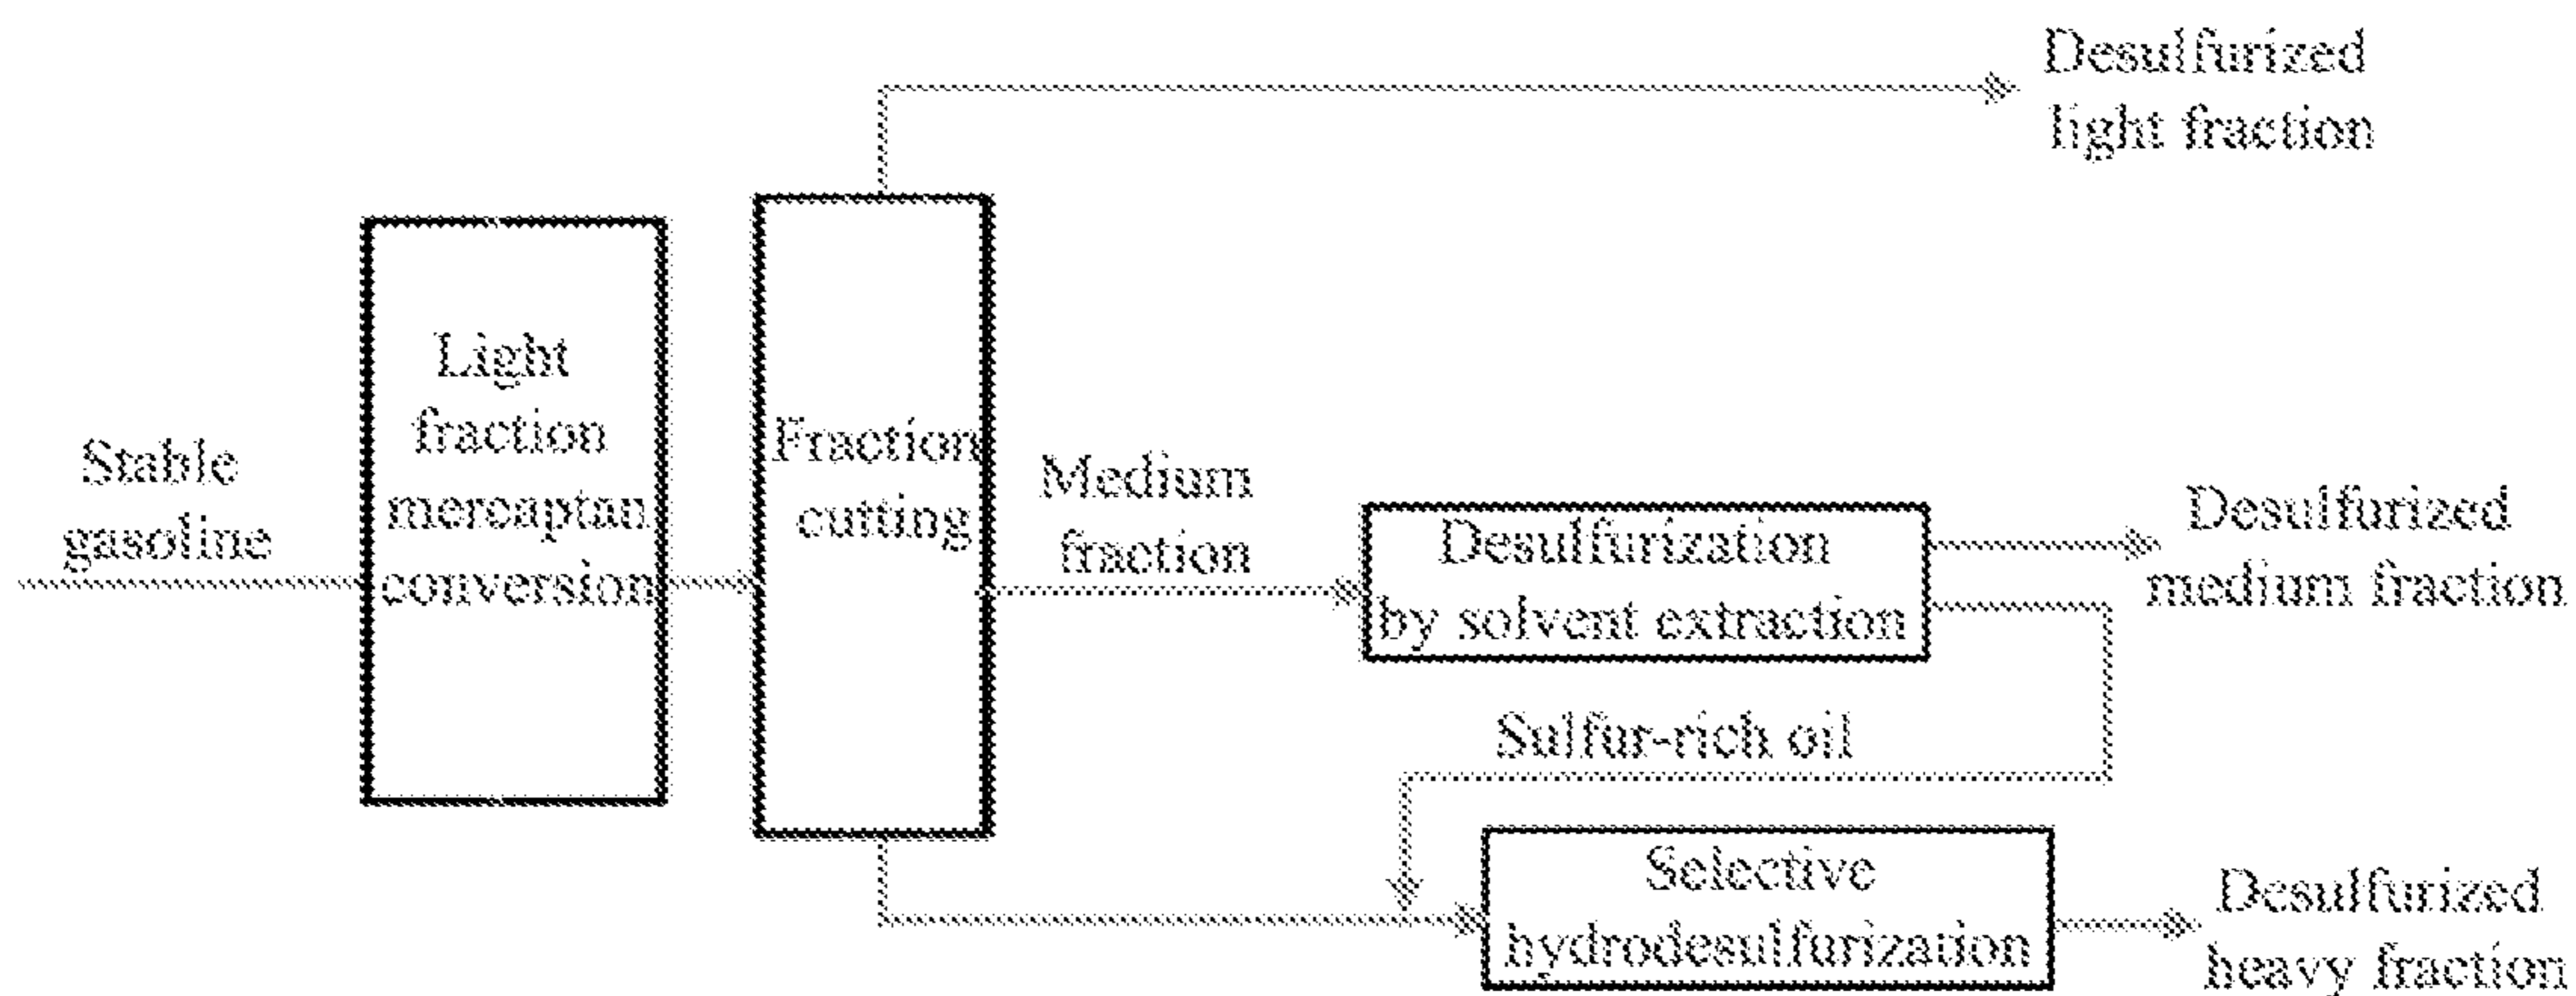 Desulfurized
light fraction
Stable
gasoline
Light
fraction
mercaptan
conversion
Fraction
cutting
Medium
fraction
Desulfurization
by solvent extraction
Desulfurized
medium fraction
Sulfur-rich oil
Selective
hydrodesulfurization
Desulfurized
heavy fraction